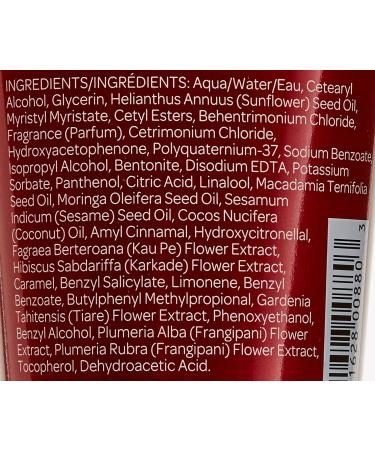 INGREDIENTS/INGRÉDIENTS: Aqua/Water/Eau, Cetearyl
Alcohol, Glycerin, Helianthus Annuus (Sunflower) Seed Oil,
Myristyl Myristate, Cetyl Esters, Behentrimonium Chloride,
Fragrance (Parfum), Cetrimonium Chloride,
Hydroxyacetophenone, Polyquaternium-37, Sodium Benzoate,
Isopropyl Alcohol, Bentonite, Disodium EDTA, Potassium
Sorbate, Panthenol, Citric Acid, Linalool, Macadamia Ternifolia
Seed Oil, Moringa Oleifera Seed Oil, Sesamum
Indicum (Sesame) Seed Oil, Cocos Nucifera
(Coconut) Oil, Amyl Cinnamal, Hydroxycitronellal,
Fagraea Berteroana (Kau Pe) Flower Extract,
Hibiscus Sabdariffa (Karkade) Flower Extract,
Caramel, Benzyl Salicylate, Limonene, Benzyl
Benzoate, Butylphenyl Methylpropional, Gardenia
Tahitensis (Tiare) Flower Extract, Phenoxyethanol,
Benzyl Alcohol, Plumeria Alba (Frangipani) Flower
Extract, Plumeria Rubra (Frangipani) Flower Extract,
Tocopherol, Dehydroacetic Acid.
1628 00880 3